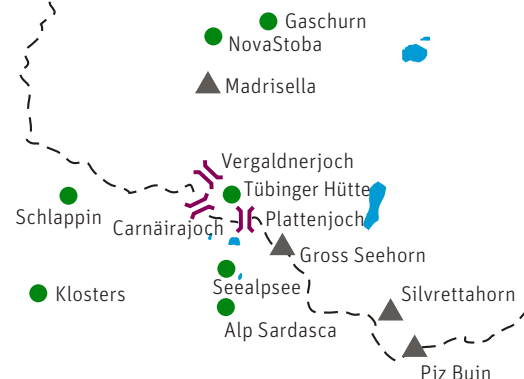 Gaschurn
NovaStoba
Madrisella
Vergaldnerjoch
Tübinger Hütte
Schlappin
Carnäirajoch
Plattenjoch
Gross Seehorn
Seealpsee
Klosters
Silvrettahorn
Alp Sardasca
Piz Buin